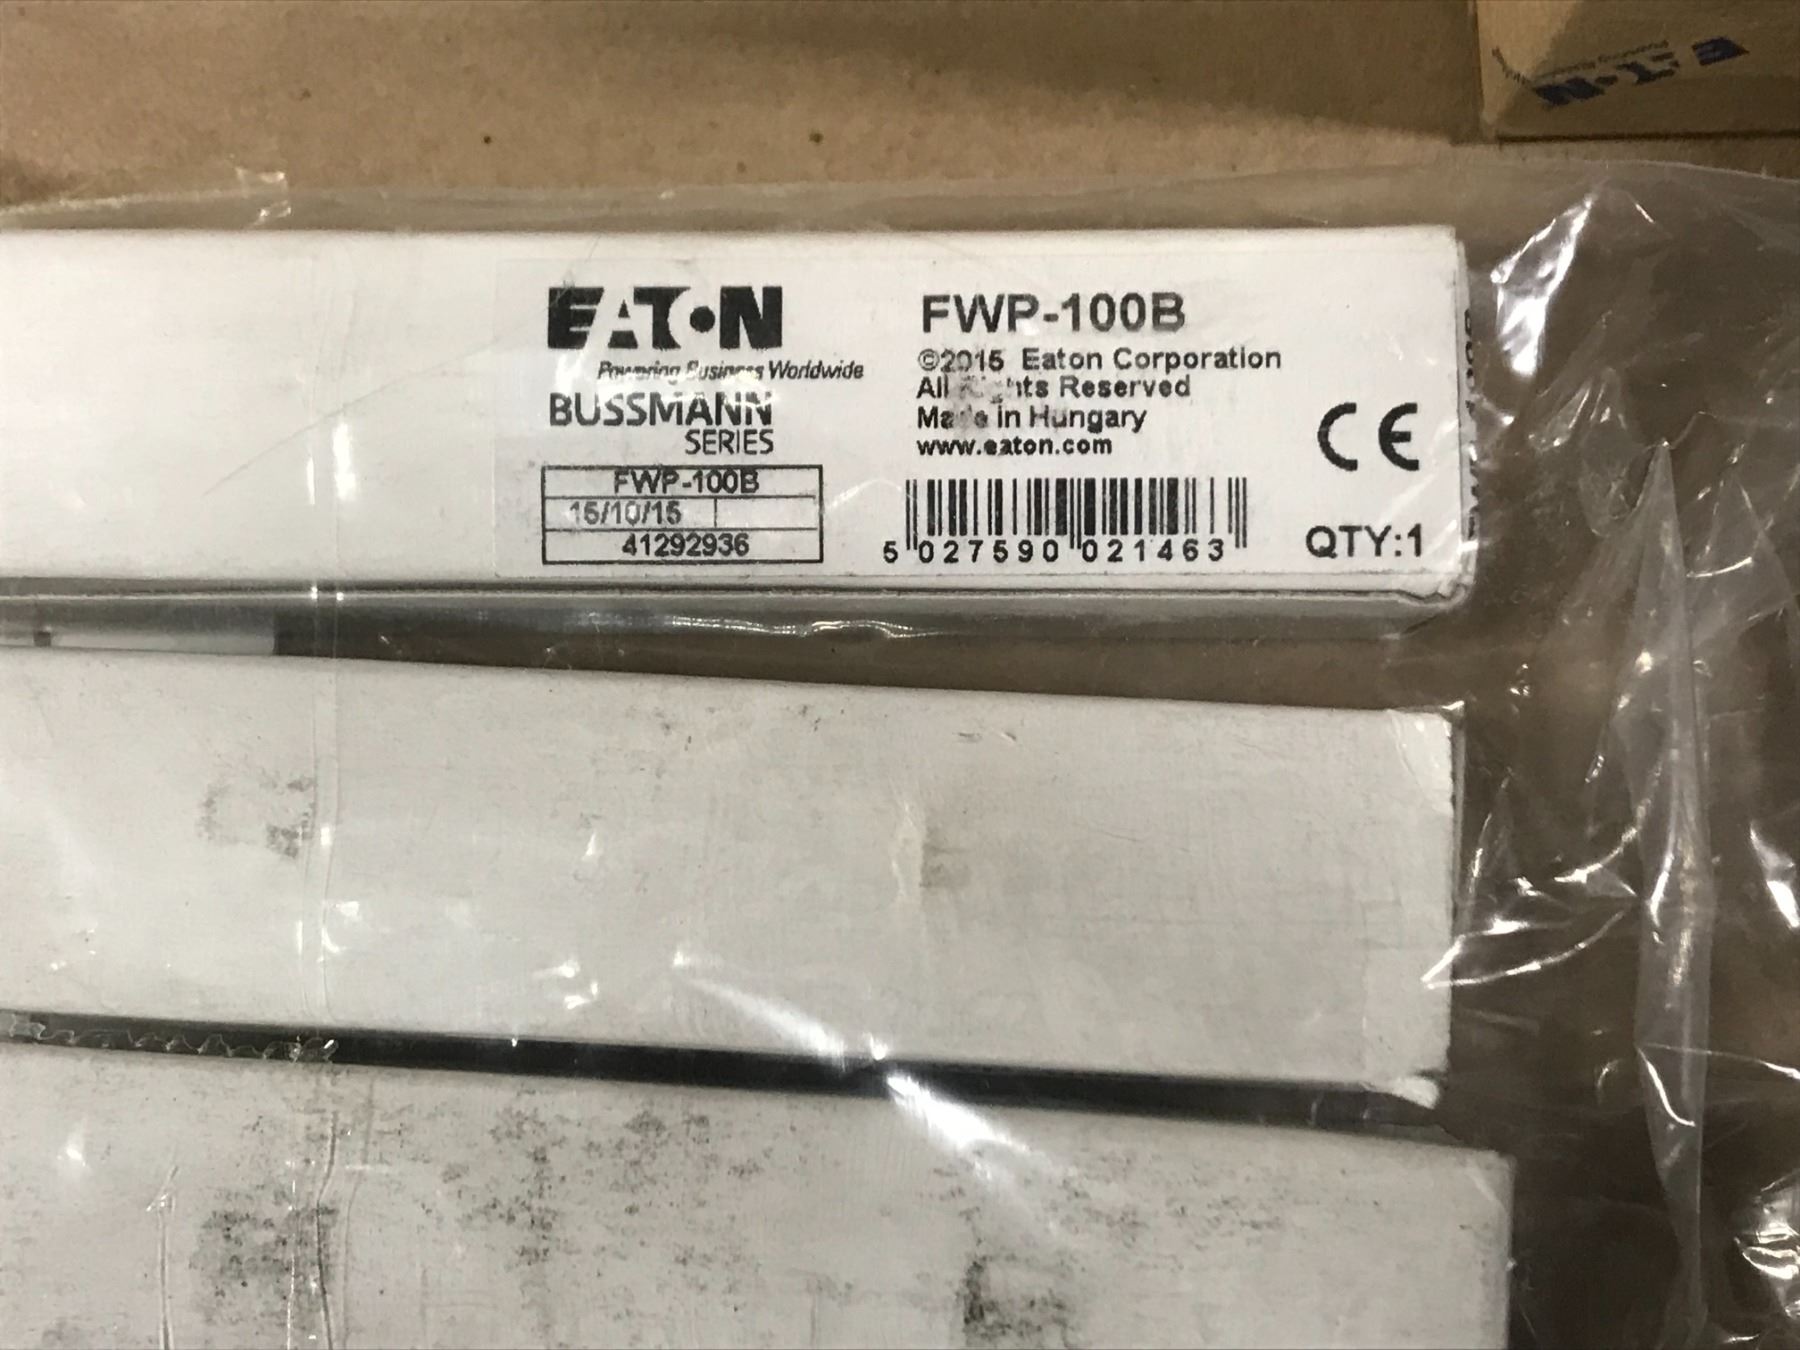 EATON
Powering Business Worldwide
BUSSMANN
SERIES
FWP-100B
15/10/15
41292936
FWP-100B
©2015 Eaton Corporation
All Rights Reserved
Made in Hungary
www.eaton.com
5 027590 021463
CE
QTY:1
EATON